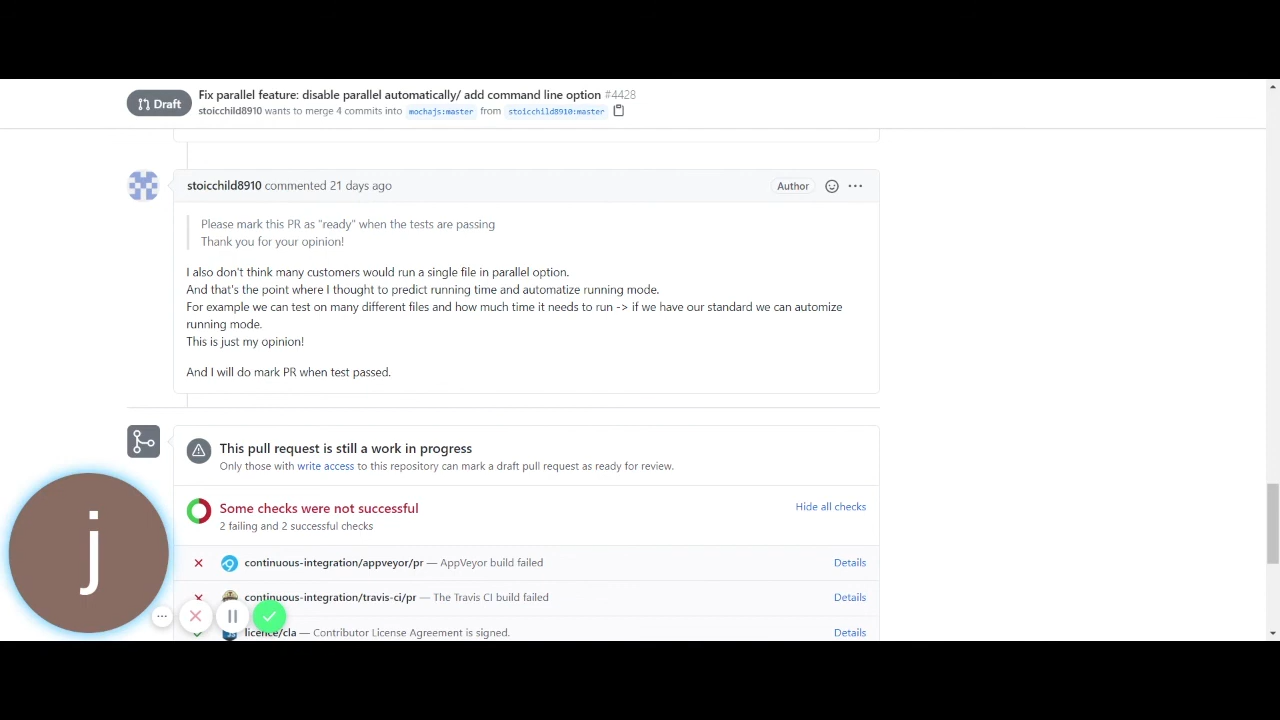 Draft
Fix parallel feature: disable parallel automatically/ add command line option #4428
stoicchild8910 wants to merge 4 commits into mochajs:master from stoicchild8910:master
stoicchild8910 commented 21 days ago
Author
Please mark this PR as "ready" when the tests are passing
Thank you for your opinion!
I also don't think many customers would run a single file in parallel option.
And that's the point where I thought to predict running time and automatize running mode.
For example we can test on many different files and how much time it needs to run -> if we have our standard we can automize
running mode.
This is just my opinion!
And I will do mark PR when test passed.
This pull request is still a work in progress
Only those with write access to this repository can mark a draft pull request as ready for review.
Some checks were not successful
Hide all checks
2 failing and 2 successful checks
continuous-integration/appveyor/pr — AppVeyor build failed
Details
continuous-integration/travis-ci/pr — The Travis CI build failed
Details
licence/cla — Contributor License Agreement is signed.
Details
j